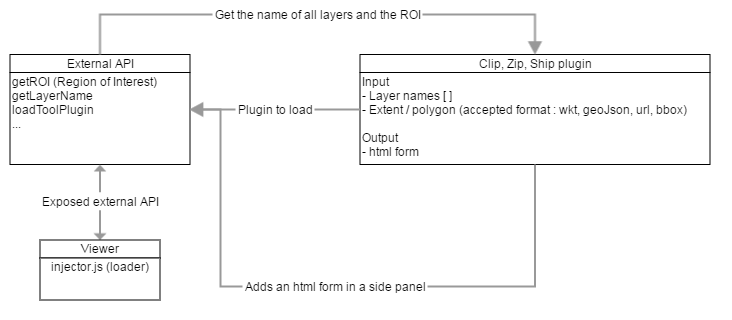 Get the name of all layers and the ROI
External API
getROI (Region of Interest)
getLayerName
loadToolPlugin
...
Plugin to load
Clip, Zip, Ship plugin
Input
- Layer names [ ]
- Extent / polygon (accepted format : wkt, geoJson, url, bbox)
Output
- html form
Exposed external API
Viewer
injector.js (loader)
Adds an html form in a side panel